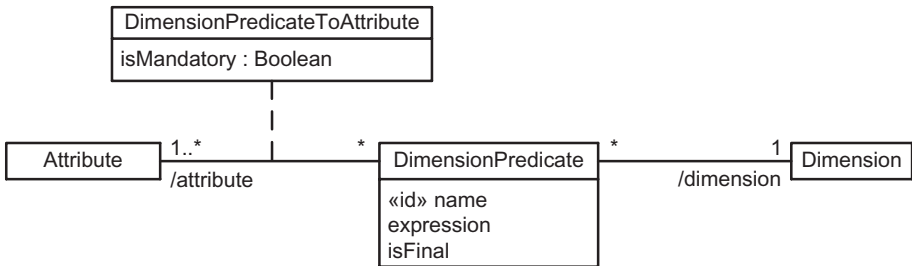 DimensionPredicateToAttribute
isMandatory : Boolean
Attribute
1..*
/attribute
*
DimensionPredicate
«id» name
expression
isFinal
*
1
/dimension
Dimension